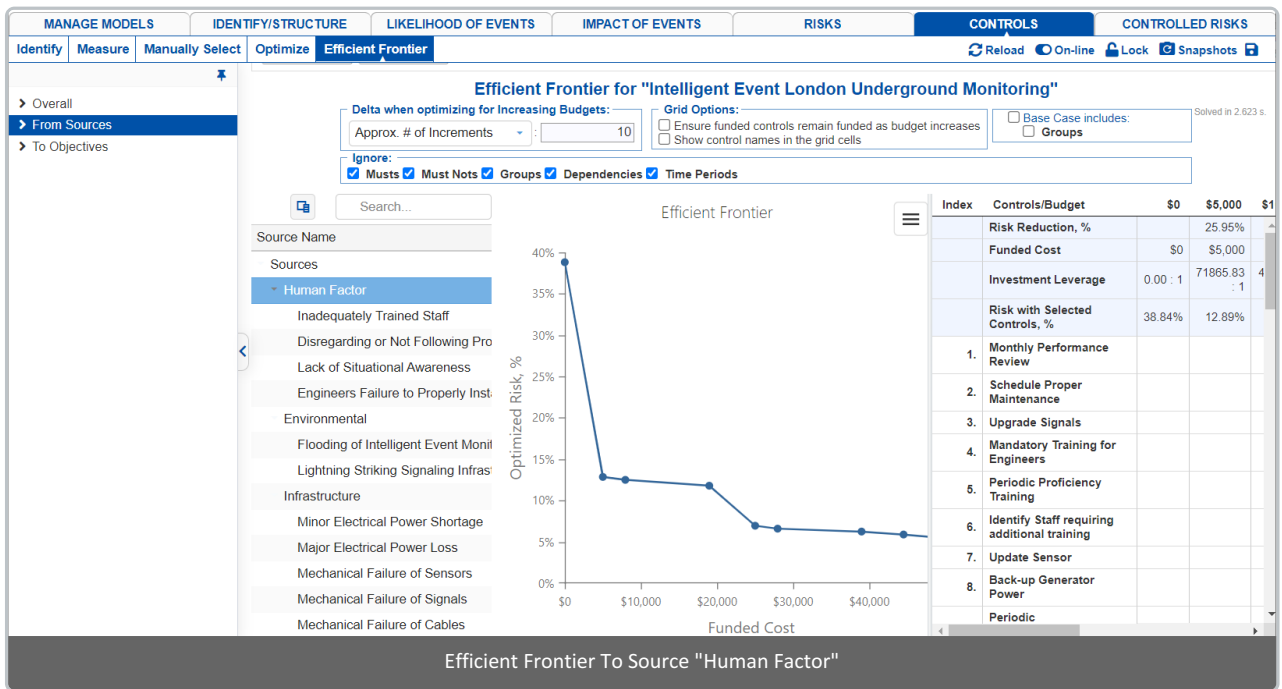 MANAGE MODELS IDENTIFY/STRUCTURE LIKELIHOOD OF EVENTS IMPACT OF EVENTS RISKS CONTROLS CONTROLLED RISKS
Identify Measure Manually Select Optimize Efficient Frontier Reload On-line Lock Snapshots
Overall
From Sources
To Objectives
Efficient Frontier for "Intelligent Event London Underground Monitoring"
Delta when optimizing for Increasing Budgets:
Approx. # of Increments : 10
Grid Options:
Ensure funded controls remain funded as budget increases
Show control names in the grid cells
Base Case includes:
Groups
Solved in 2.623 s.
Ignore:
Musts Must Nots Groups Dependencies Time Periods
Search...
Source Name
Sources
Human Factor
Inadequately Trained Staff
Disregarding or Not Following Pro
Lack of Situational Awareness
Engineers Failure to Properly Inst
Environmental
Flooding of Intelligent Event Monit
Lightning Striking Signaling Infras
Infrastructure
Minor Electrical Power Shortage
Major Electrical Power Loss
Mechanical Failure of Sensors
Mechanical Failure of Signals
Mechanical Failure of Cables
Efficient Frontier
Optimized Risk, %
40%
35%
30%
25%
20%
15%
10%
5%
0%
$0 $10,000 $20,000 $30,000 $40,000
Funded Cost
Index Controls/Budget $0 $5,000 $1
Risk Reduction, % 25.95%
Funded Cost $0 $5,000
Investment Leverage 0.00 : 1 71865.83 : 1 4
Risk with Selected Controls, % 38.84% 12.89%
1. Monthly Performance Review
2. Schedule Proper Maintenance
3. Upgrade Signals
4. Mandatory Training for Engineers
5. Periodic Proficiency Training
6. Identify Staff requiring additional training
7. Update Sensor
8. Back-up Generator Power
Periodic
Efficient Frontier To Source "Human Factor"